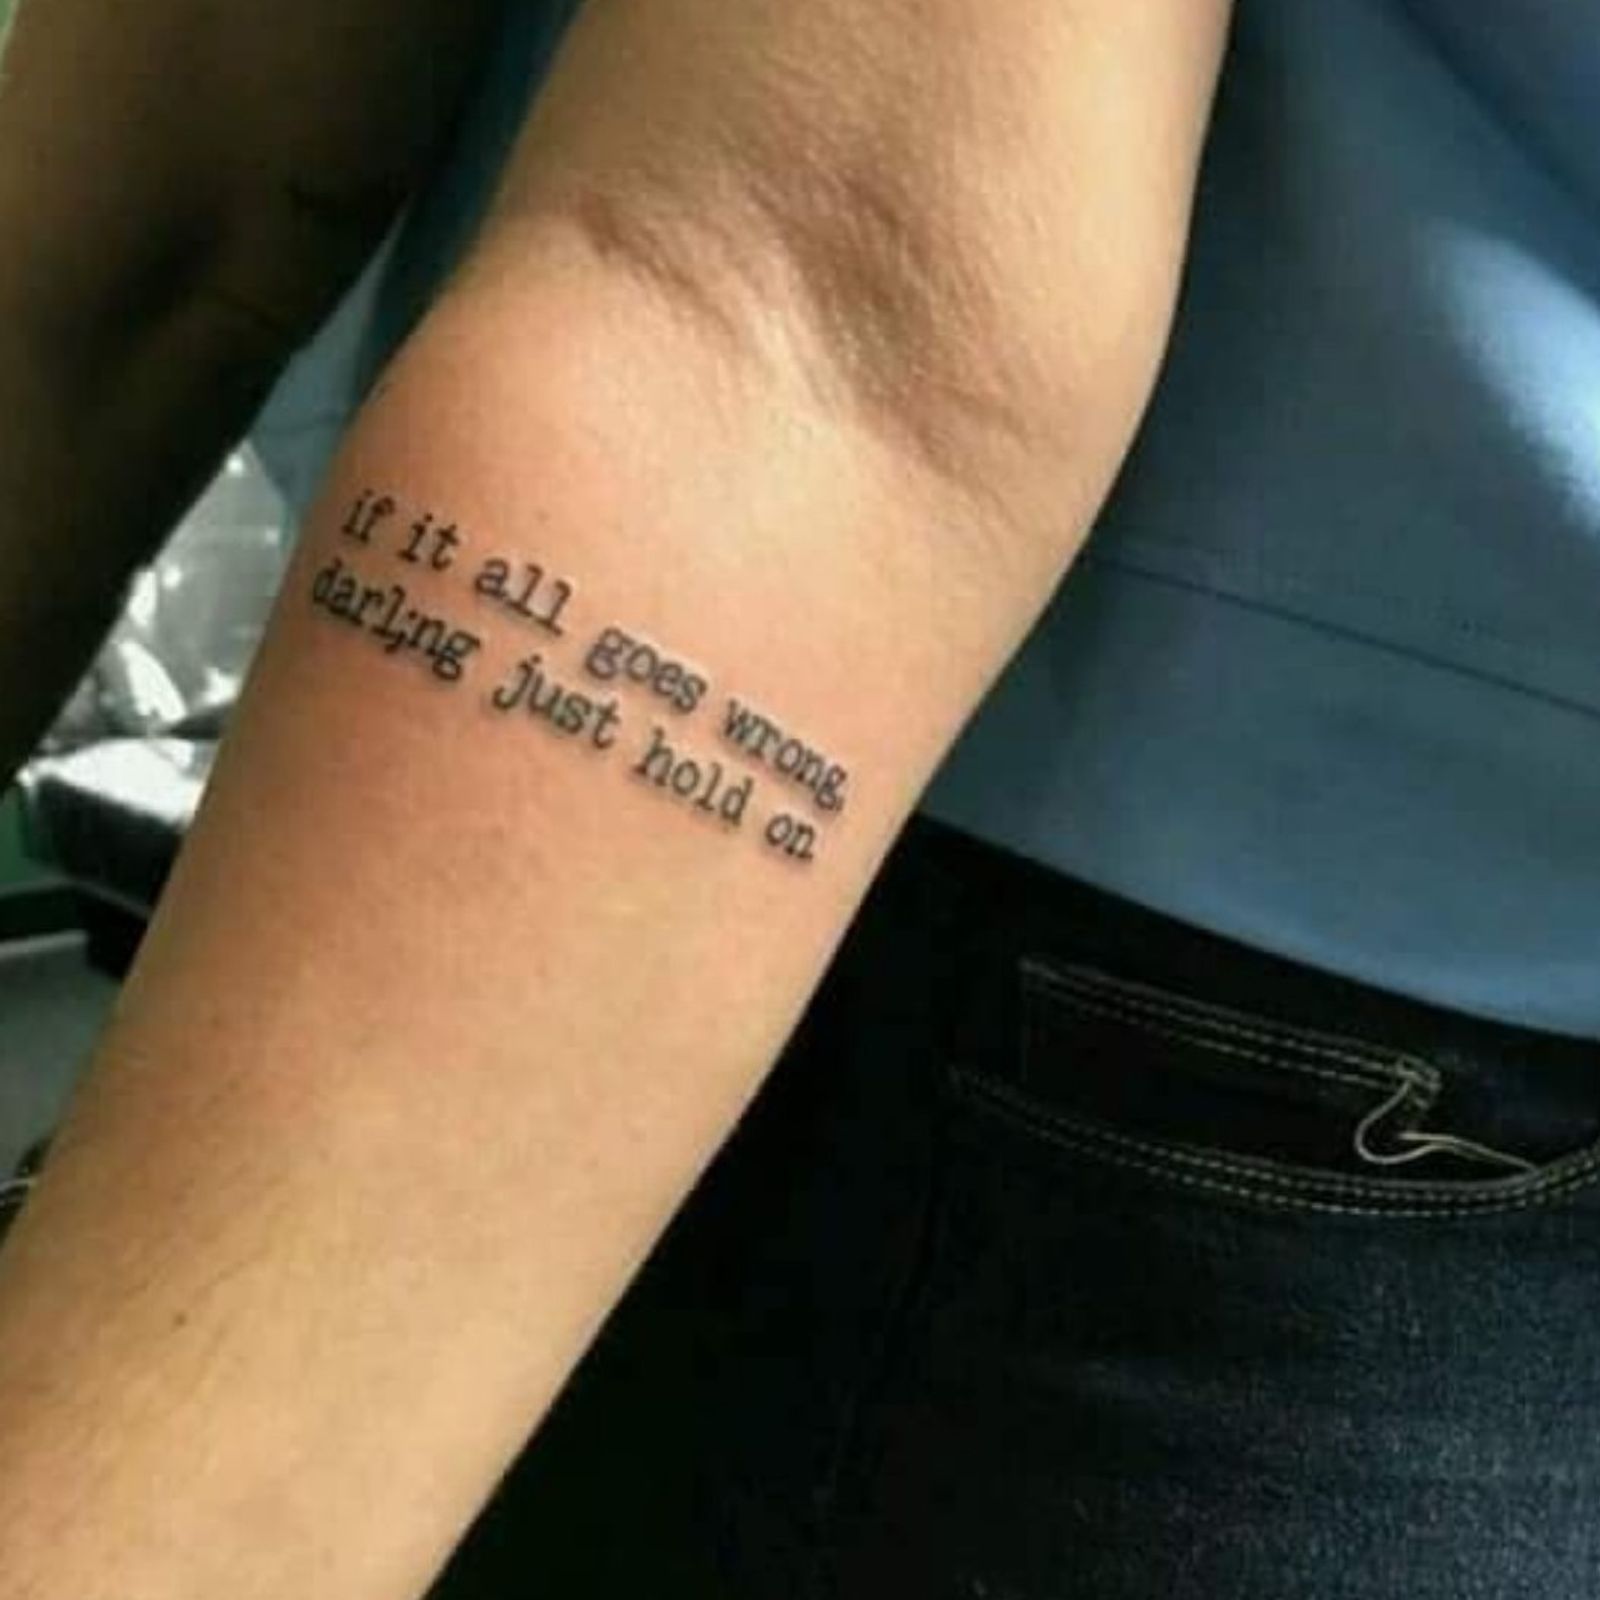 if it all goes wrong,
darl;ng just hold on